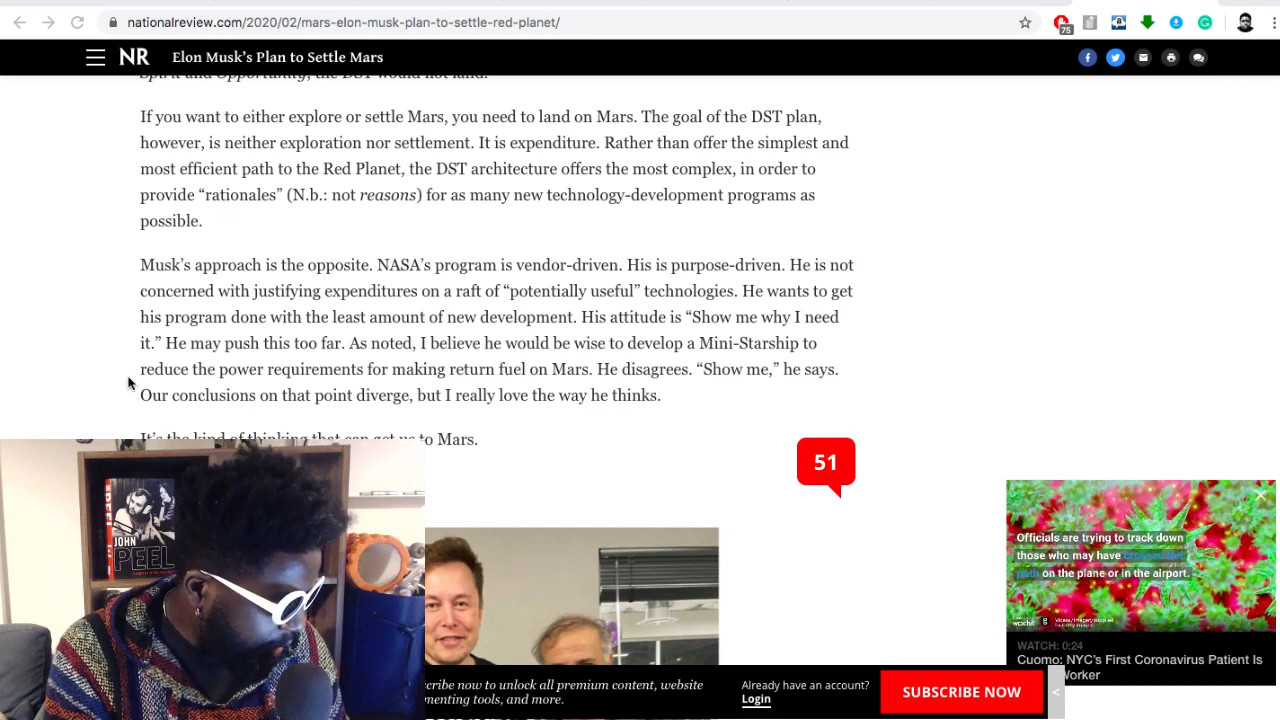 nationalreview.com/2020/02/mars-elon-musk-plan-to-settle-red-planet/
75
NR Elon Musk's Plan to Settle Mars
Spirit and Opportunity, the DST would not land.
If you want to either explore or settle Mars, you need to land on Mars. The goal of the DST plan,
however, is neither exploration nor settlement. It is expenditure. Rather than offer the simplest and
most efficient path to the Red Planet, the DST architecture offers the most complex, in order to
provide “rationales” (N.b.: not reasons) for as many new technology-development programs as
possible.
Musk’s approach is the opposite. NASA’s program is vendor-driven. His is purpose-driven. He is not
concerned with justifying expenditures on a raft of “potentially useful” technologies. He wants to get
his program done with the least amount of new development. His attitude is “Show me why I need
it.” He may push this too far. As noted, I believe he would be wise to develop a Mini-Starship to
reduce the power requirements for making return fuel on Mars. He disagrees. “Show me,” he says.
Our conclusions on that point diverge, but I really love the way he thinks.
It’s the kind of thinking that can get us to Mars.
51
JOHN
PEEL
Officials are trying to track down
those who may have
on the plane or in the airport.
WATCH: 0:24
Cuomo: NYC’s First Coronavirus Patient Is
Worker
cribe now to unlock all premium content, website
menting tools, and more.
Already have an account?
Login
SUBSCRIBE NOW
<